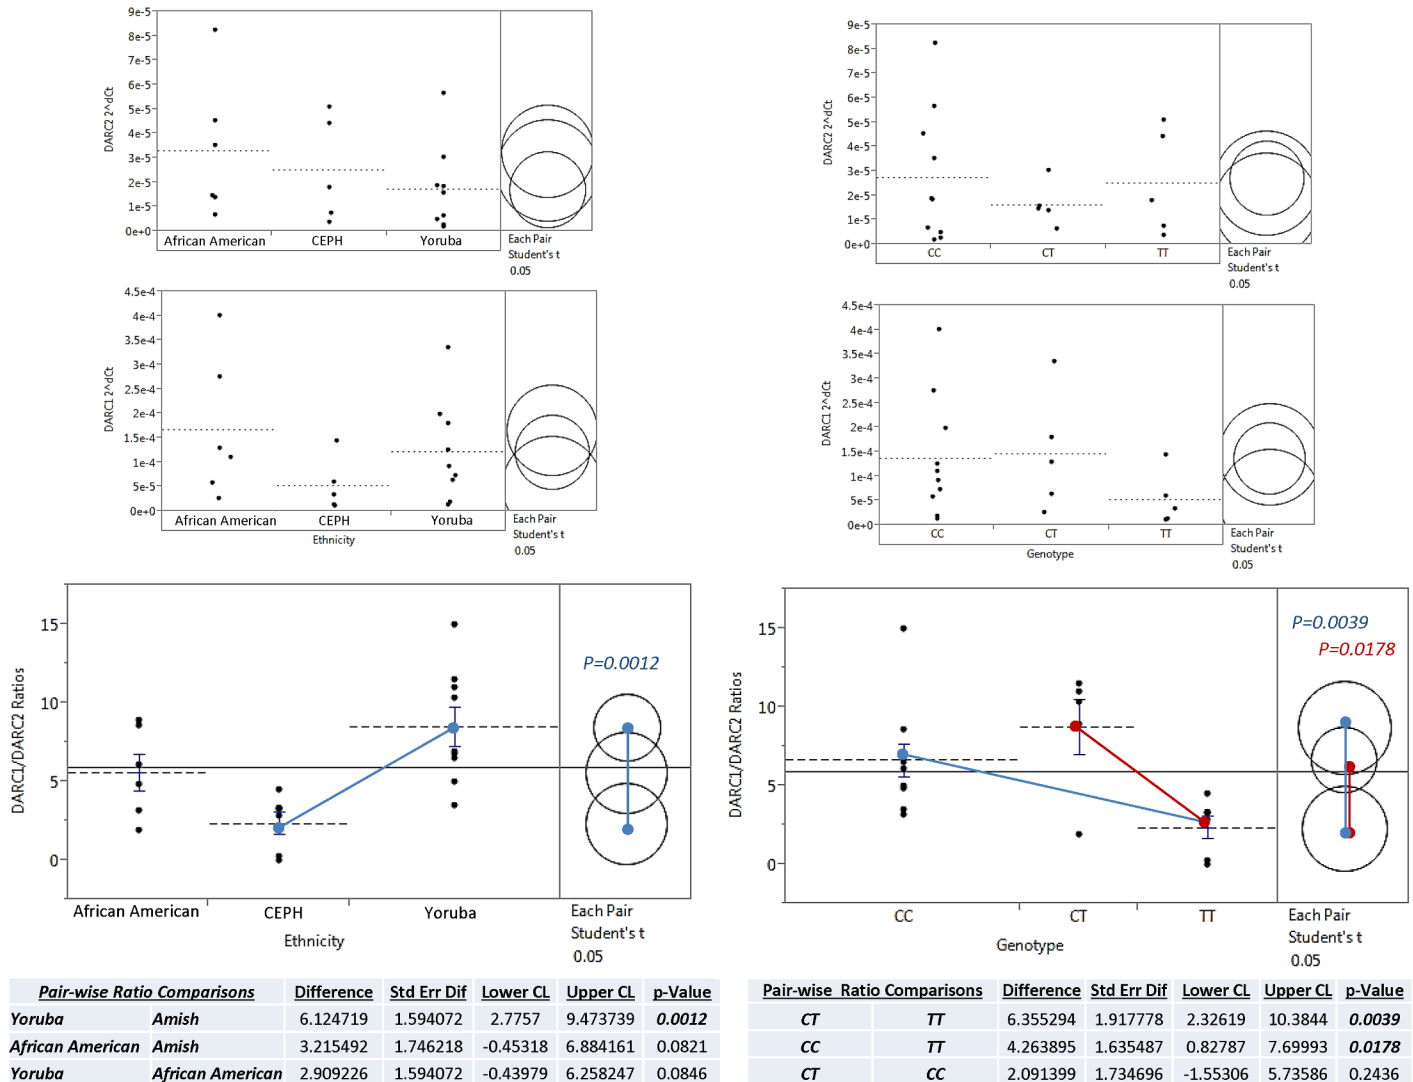 DARC2 2^dCt
9e-5
8e-5
7e-5
6e-5
5e-5
4e-5
3e-5
2e-5
1e-5
0e+0
African American CEPH Yoruba
Each Pair
Student's t
0.05
DARC2 2^dCt
9e-5
8e-5
7e-5
6e-5
5e-5
4e-5
3e-5
2e-5
1e-5
0e+0
CC CT TT
Each Pair
Student's t
0.05
DARC1 2^dCt
4.5e-4
4e-4
3.5e-4
3e-4
2.5e-4
2e-4
1.5e-4
1e-4
5e-5
0e+0
African American CEPH Yoruba
Ethnicity
Each Pair
Student's t
0.05
DARC1 2^dCt
4.5e-4
4e-4
3.5e-4
3e-4
2.5e-4
2e-4
1.5e-4
1e-4
5e-5
0e+0
CC CT TT
Genotype
Each Pair
Student's t
0.05
DARC1/DARC2 Ratios
15
10
5
0
P=0.0012
African American CEPH Yoruba
Ethnicity
Each Pair
Student's t
0.05
DARC1/DARC2 Ratios
15
10
5
0
P=0.0039
P=0.0178
CC CT TT
Genotype
Each Pair
Student's t
0.05
Pair-wise Ratio Comparisons Difference Std Err Dif Lower CL Upper CL p-Value
Yoruba Amish 6.124719 1.594072 2.7757 9.473739 0.0012
African American Amish 3.215492 1.746218 -0.45318 6.884161 0.0821
Yoruba African American 2.909226 1.594072 -0.43979 6.258247 0.0846
Pair-wise Ratio Comparisons Difference Std Err Dif Lower CL Upper CL p-Value
CT TT 6.355294 1.917778 2.32619 10.3844 0.0039
CC TT 4.263895 1.635487 0.82787 7.69993 0.0178
CT CC 2.091399 1.734696 -1.55306 5.73586 0.2436